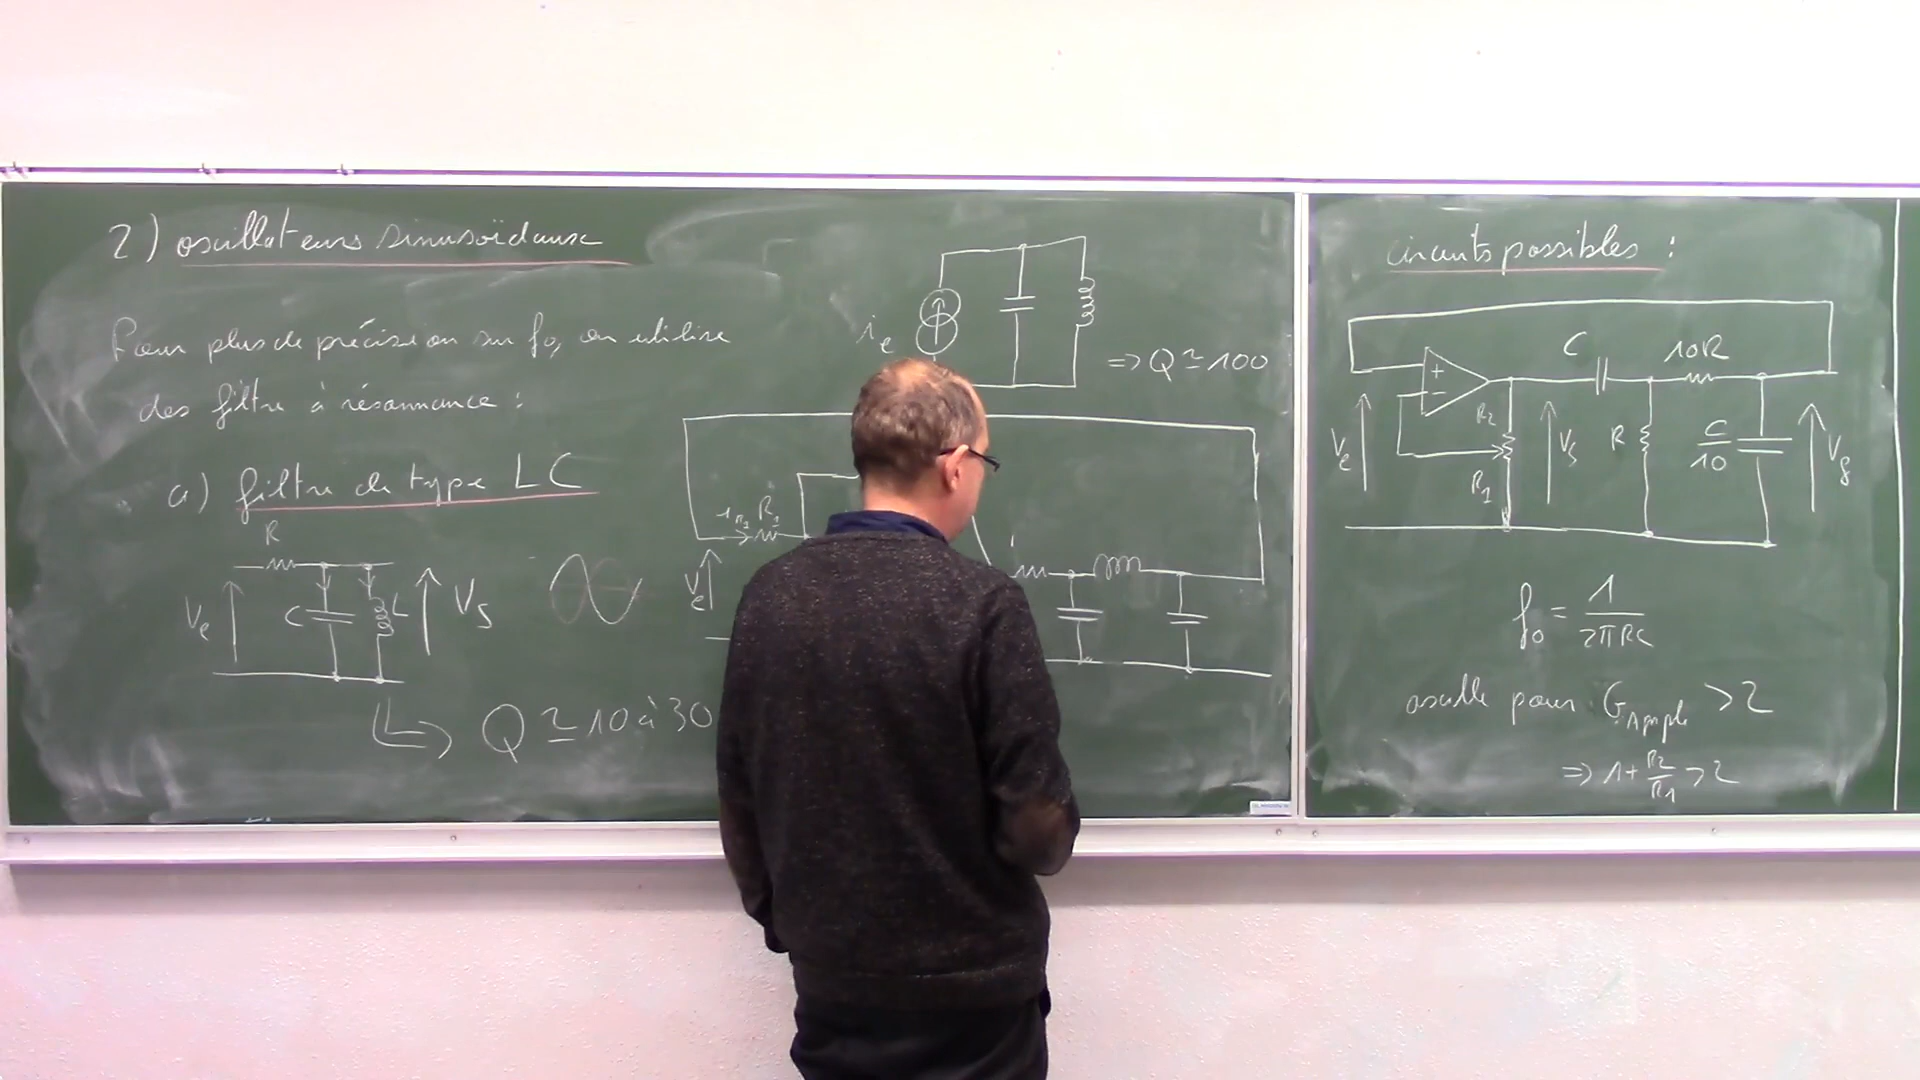 2) oscillateurs sinusoïdaux
Pour plus de précision sur f0, on utilise
des filtre à résonnance :
a) filtre de type LC
R
Ve
C
L
Vs
Q ≃ 10 à 30
ie
=> Q ≃ 100
R1
Ve
circuits possibles :
C
10R
+
-
R2
R1
Ve
Vs
R
C/10
f0 = 1/2πRC
oscille pour GAmpli > 2
=> 1 + R2/R1 > 2